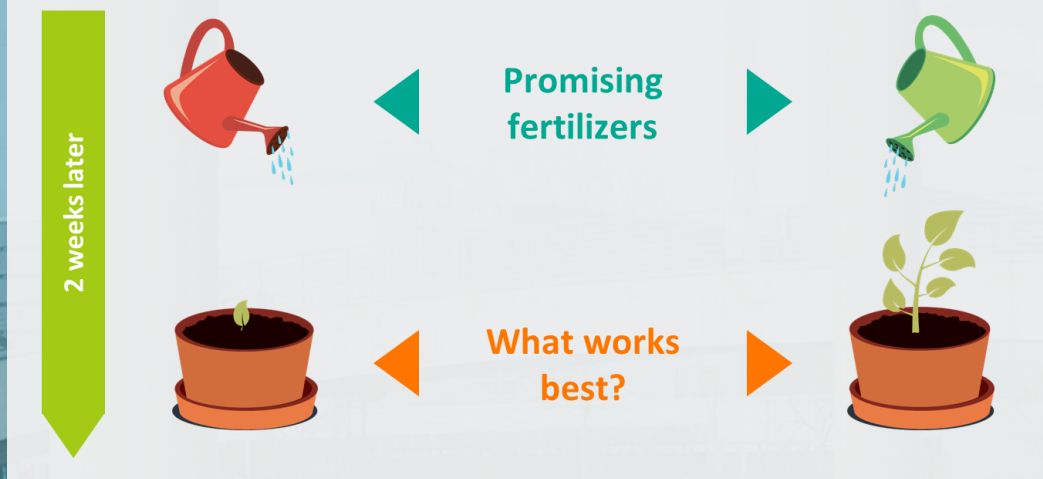 2 weeks later
Promising
fertilizers
What works
best?